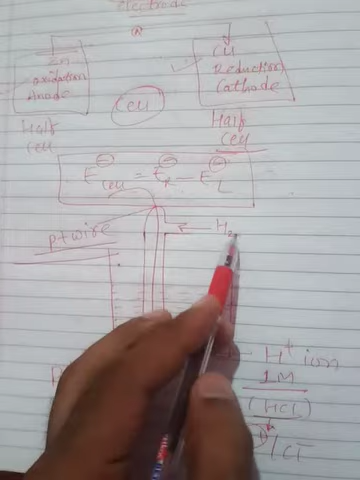 electrode
Zn
oxidation
Anode
Half
Cell
Cell
Cu
Reduction
Cathode
Half
Cell
E⊖cell = E⊖R - E⊖L
pt wire
H2
H+ ion
1M
(HCl)
Cl-